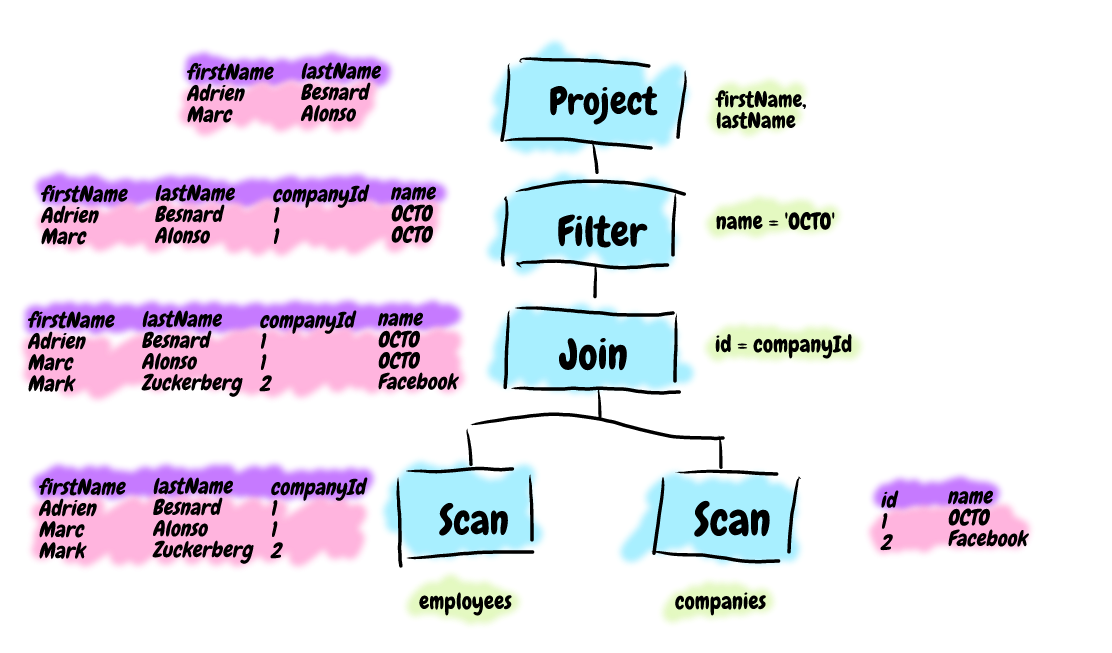 firstName lastName
Adrien Besnard
Marc Alonso
Project
firstName,
lastName
firstName lastName companyId name
Adrien Besnard 1 OCTO
Marc Alonso 1 OCTO
Filter
name = 'OCTO'
firstName lastName companyId name
Adrien Besnard 1 OCTO
Marc Alonso 1 OCTO
Mark Zuckerberg 2 Facebook
Join
id = companyId
firstName lastName companyId
Adrien Besnard 1
Marc Alonso 1
Mark Zuckerberg 2
Scan
employees
Scan
companies
id name
1 OCTO
2 Facebook